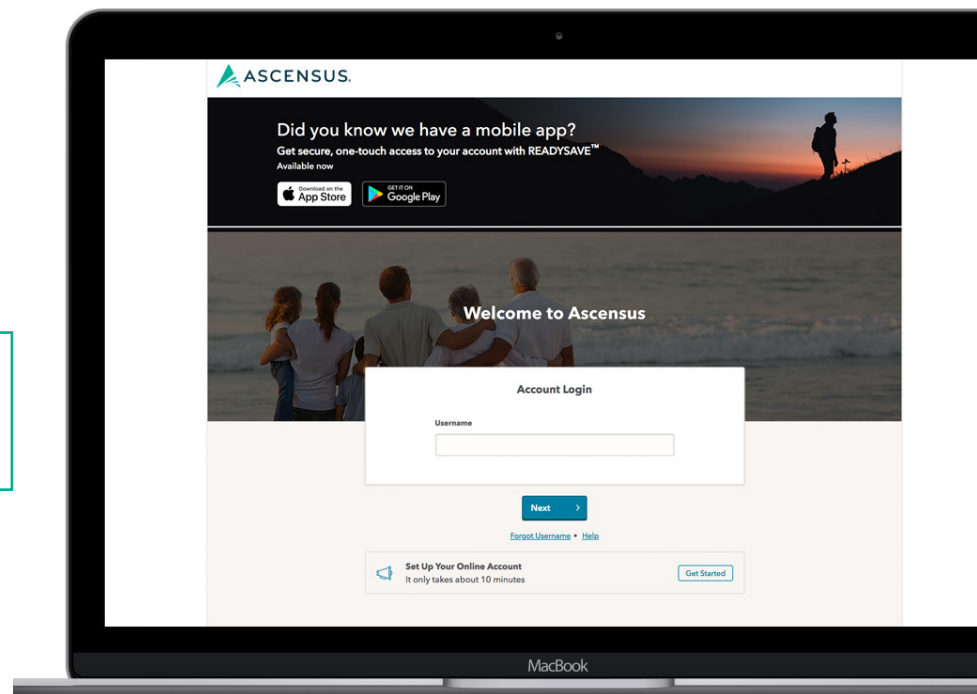 ASCENSUS.
Did you know we have a mobile app?
Get secure, one-touch access to your account with READYSAVE™
Available now
Download on the
App Store
GET IT ON
Google Play
Welcome to Ascensus
Account Login
Username
Next
Forgot Username • Help
Set Up Your Online Account
It only takes about 10 minutes
Get Started
MacBook